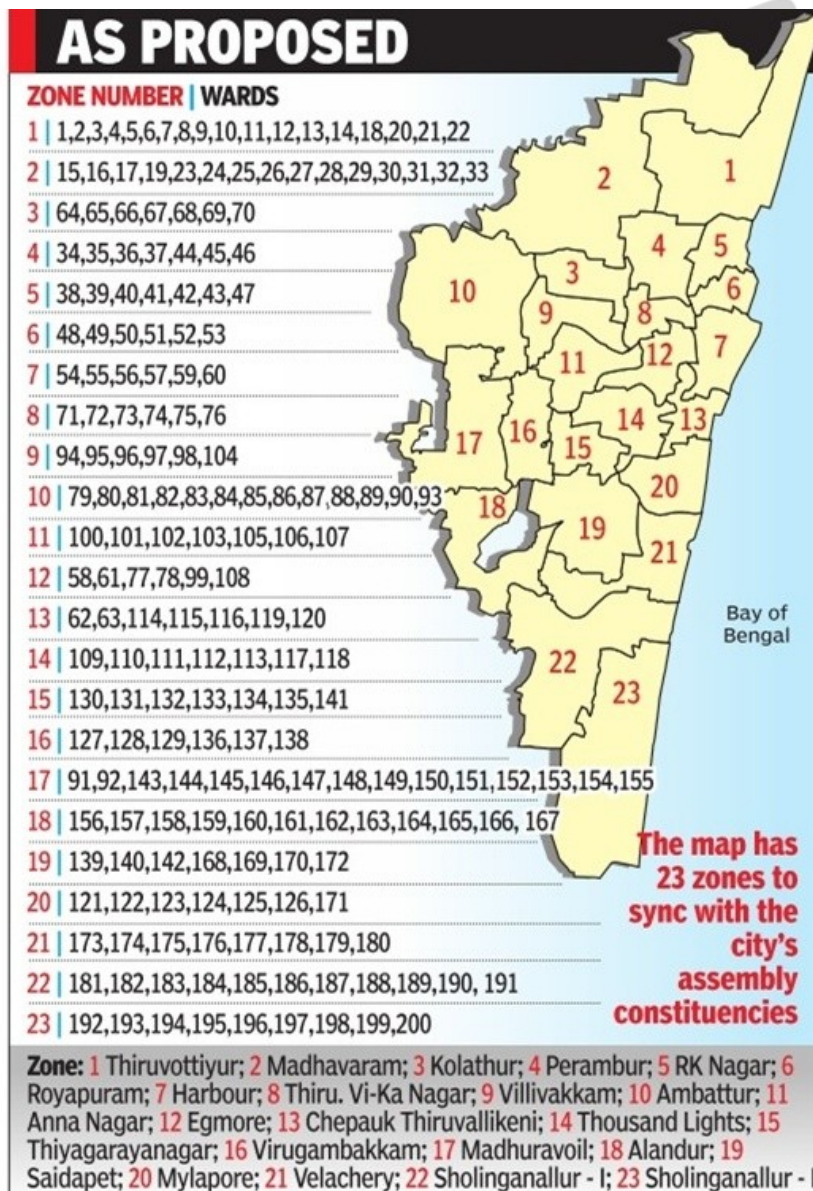 AS PROPOSED
ZONE NUMBER | WARDS
1 | 1,2,3,4,5,6,7,8,9,10,11,12,13,14,18,20,21,22
2 | 15,16,17,19,23,24,25,26,27,28,29,30,31,32,33
3 | 64,65,66,67,68,69,70
4 | 34,35,36,37,44,45,46
5 | 38,39,40,41,42,43,47
6 | 48,49,50,51,52,53
7 | 54,55,56,57,59,60
8 | 71,72,73,74,75,76
9 | 94,95,96,97,98,104
10 | 79,80,81,82,83,84,85,86,87,88,89,90,93
11 | 100,101,102,103,105,106,107
12 | 58,61,77,78,99,108
13 | 62,63,114,115,116,119,120
14 | 109,110,111,112,113,117,118
15 | 130,131,132,133,134,135,141
16 | 127,128,129,136,137,138
17 | 91,92,143,144,145,146,147,148,149,150,151,152,153,154,155
18 | 156,157,158,159,160,161,162,163,164,165,166, 167
19 | 139,140,142,168,169,170,172
20 | 121,122,123,124,125,126,171
21 | 173,174,175,176,177,178,179,180
22 | 181,182,183,184,185,186,187,188,189,190, 191
23 | 192,193,194,195,196,197,198,199,200
1
2
3
4
5
6
7
8
9
10
11
12
13
14
15
16
17
18
19
20
21
22
23
Bay of
Bengal
The map has
23 zones to
sync with the
city's
assembly
constituencies
Zone: 1 Thiruvottiyur; 2 Madhavaram; 3 Kolathur; 4 Perambur; 5 RK Nagar; 6
Royapuram; 7 Harbour; 8 Thiru. Vi-Ka Nagar; 9 Villivakkam; 10 Ambattur; 11
Anna Nagar; 12 Egmore; 13 Chepauk Thiruvallikeni; 14 Thousand Lights; 15
Thiyagarayanagar; 16 Virugambakkam; 17 Madhuravoil; 18 Alandur; 19
Saidapet; 20 Mylapore; 21 Velachery; 22 Sholinganallur - I; 23 Sholinganallur -